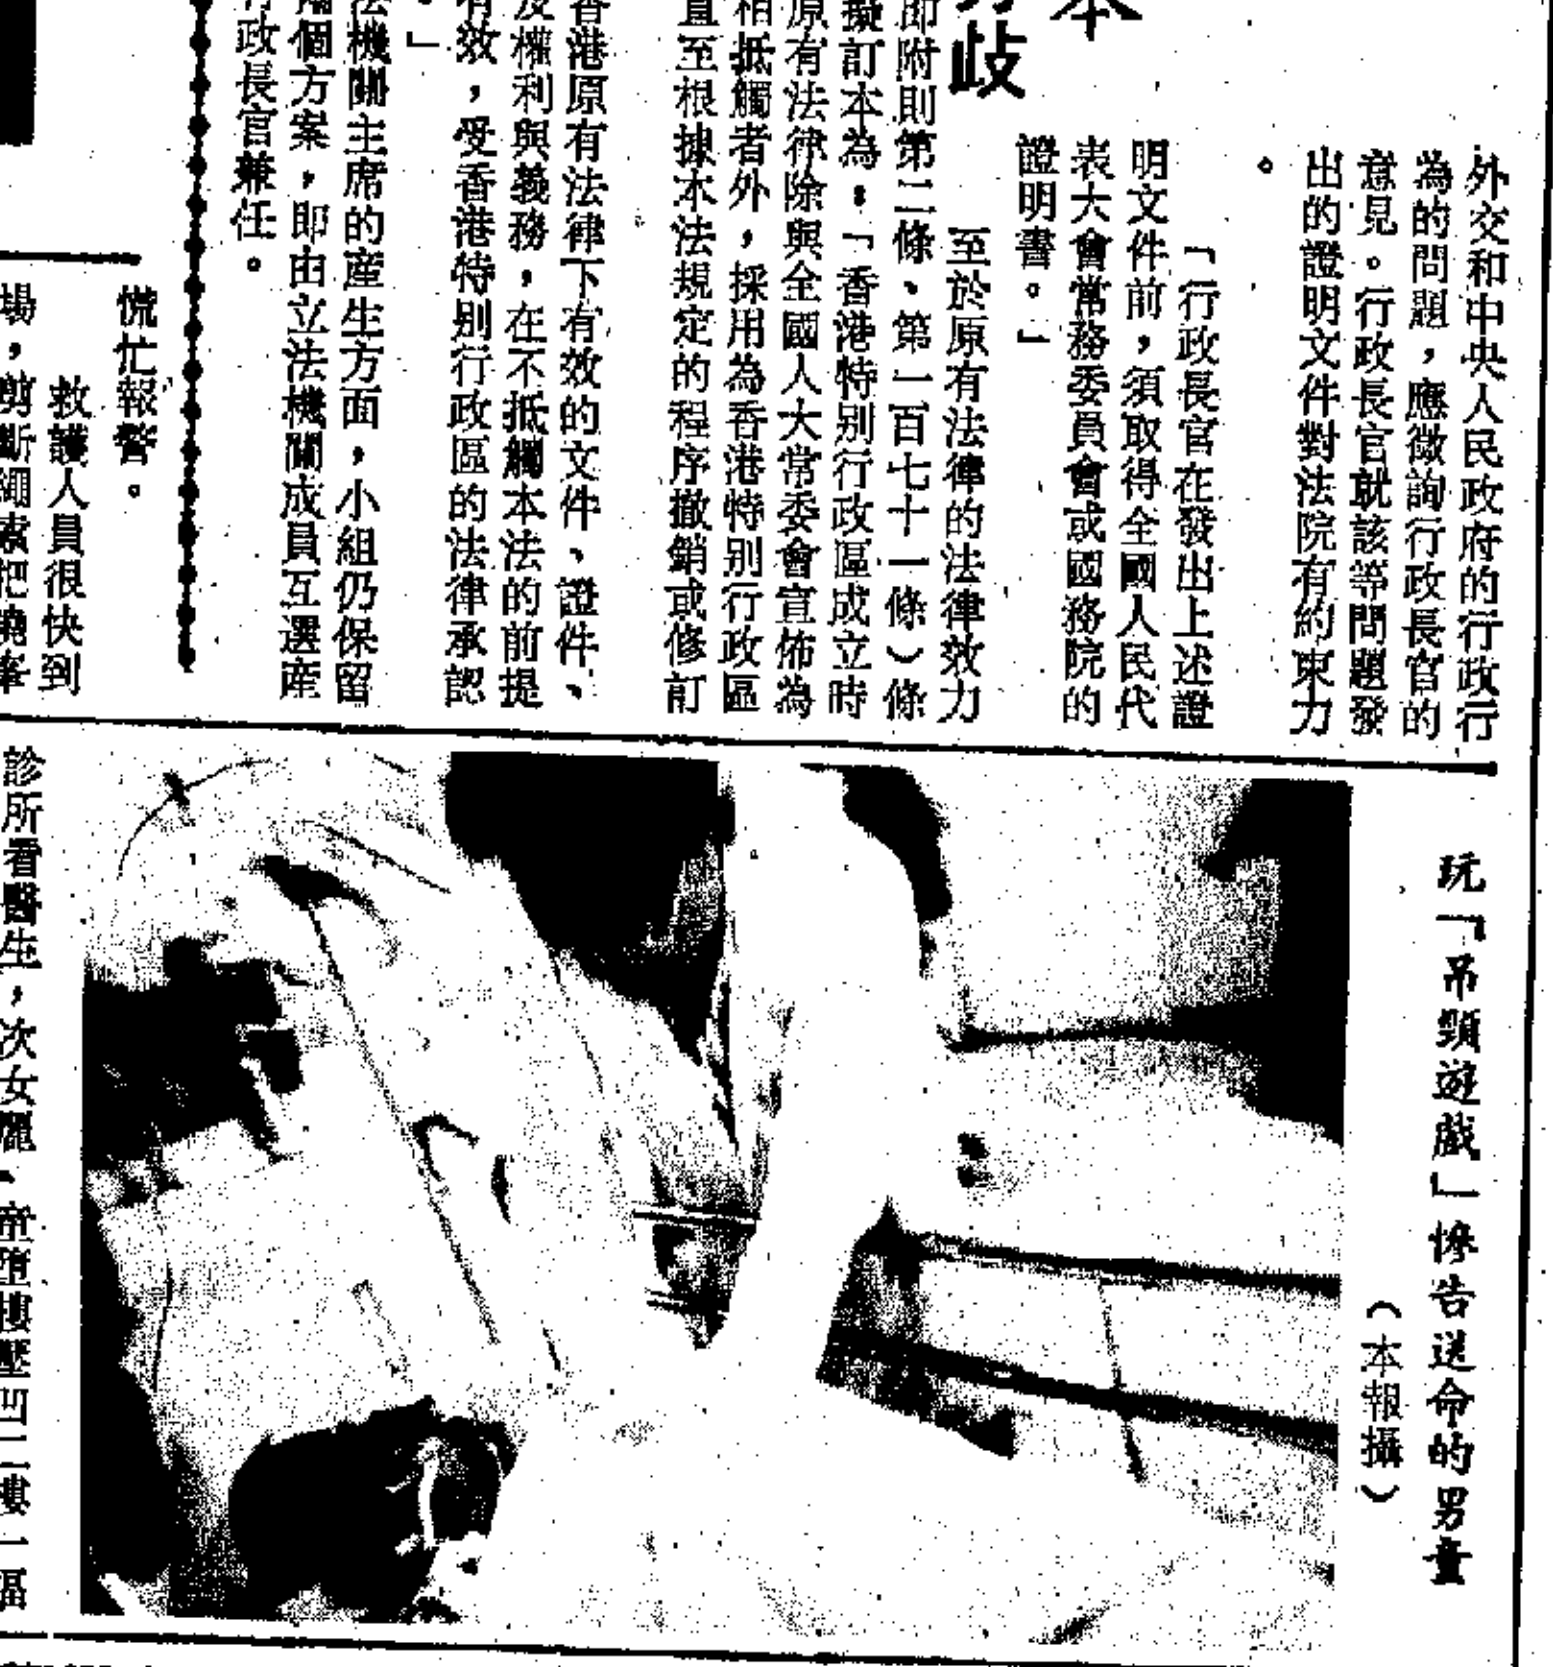 本
歧
外交和中央人民政府的行政行
為的問題，應徵詢行政長官的
意見。行政長官就該等問題發
出的證明文件對法院有約束力
。
「行政長官在發出上述證
明文件前，須取得全國人民代
表大會常務委員會或國務院的
證明書。」
至於原有法律的法律效力
即附則第二條、第一百七十一條）條
擬訂本為：「香港特別行政區成立時
原有法律除與全國人大常委會宣佈為
相抵觸者外，採用為香港特別行政區
直至根據本法規定的程序撤銷或修訂
香港原有法律下有效的文件、證件、
及權利與義務，在不抵觸本法的前提
有效，受香港特別行政區的法律承認
。」
法機關主席的產生方面，小組仍保留
兩個方案，即由立法機關成員互選產
行政長官兼任。
慌忙報警。
救護人員很快到
場，剪斷繩索把曉峯
玩「吊頸遊戲」慘告送命的男童
（本報攝）
診所看醫生，次女麗、童墮樓壓凹二樓一